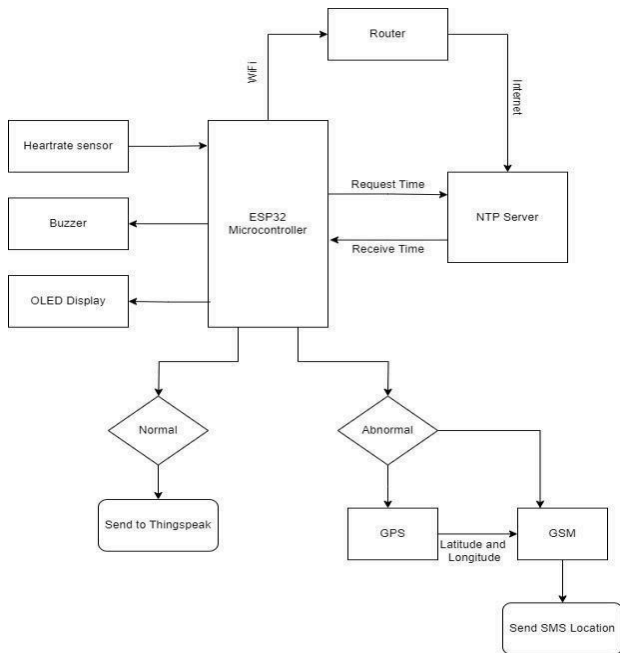 Router
WiFi
Internet
Heartrate sensor
ESP32
Microcontroller
Request Time
NTP Server
Buzzer
Receive Time
OLED Display
Normal
Abnormal
Send to Thingspeak
GPS
GSM
Latitude and
Longitude
Send SMS Location